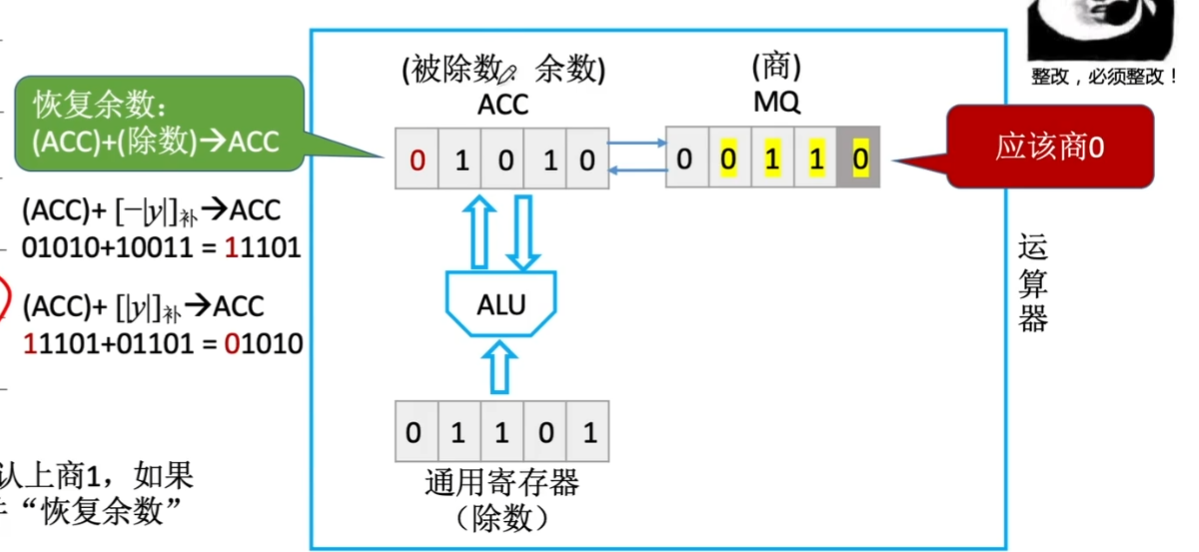 整改，必须整改！
恢复余数：
(ACC)+(除数)→ACC
(ACC)+ [−|y|]补→ACC
01010+10011 = 11101
(ACC)+ [|y|]补→ACC
11101+01101 = 01010
认上商1，如果
“恢复余数”
(被除数、余数)
ACC
0 1 0 1 0
(商)
MQ
0 0 1 1 0
应该商0
ALU
0 1 1 0 1
通用寄存器
（除数）
运
算
器